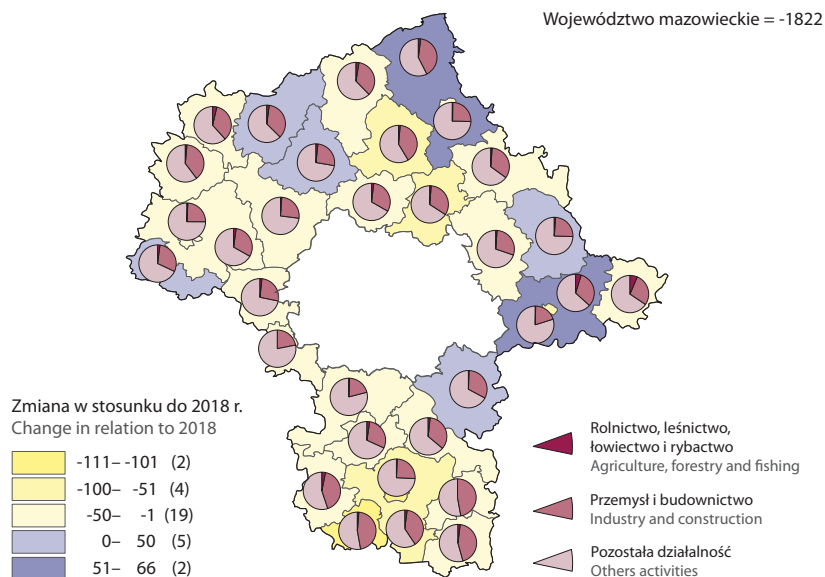 Województwo mazowieckie = -1822
Zmiana w stosunku do 2018 r.
Change in relation to 2018
-111– -101 (2)
-100– -51 (4)
-50– -1 (19)
0– 50 (5)
51– 66 (2)
Rolnictwo, leśnictwo,
łowiectwo i rybactwo
Agriculture, forestry and fishing
Przemysł i budownictwo
Industry and construction
Pozostała działalność
Others activities